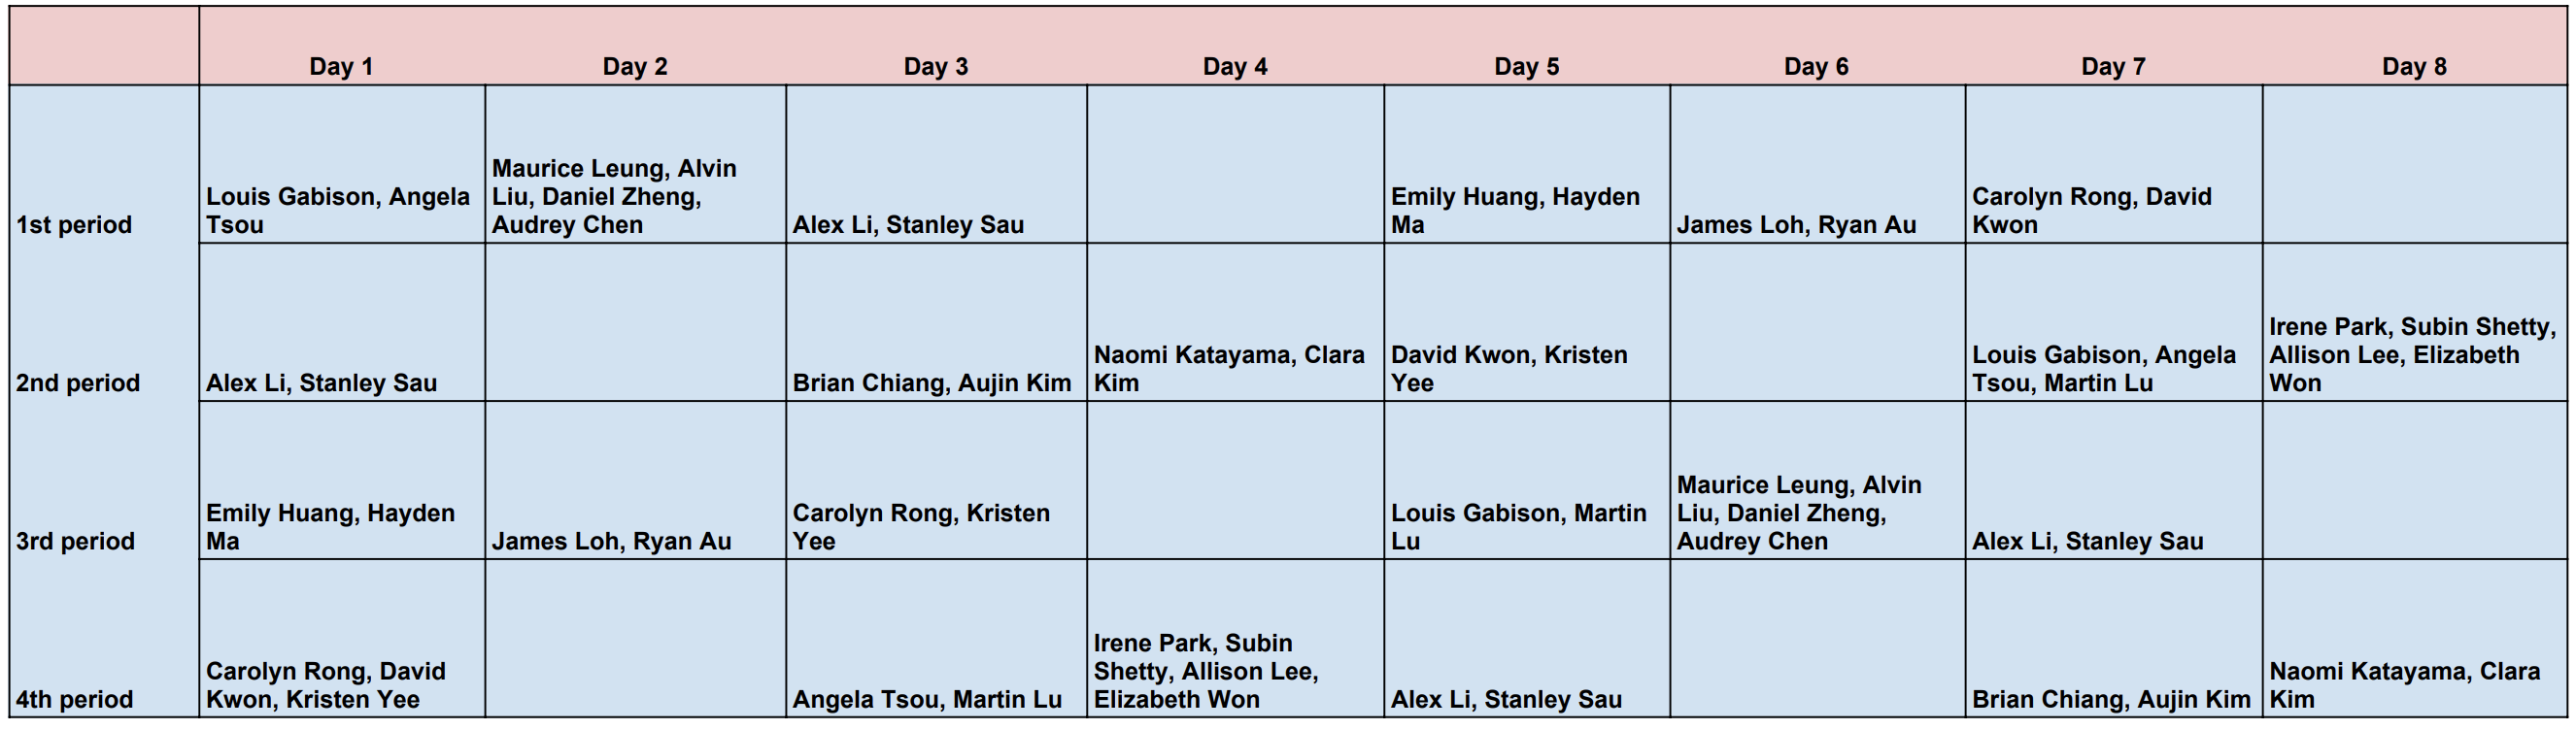 Day 1 Day 2 Day 3 Day 4 Day 5 Day 6 Day 7 Day 8
1st period
Louis Gabison, Angela
Tsou
Maurice Leung, Alvin
Liu, Daniel Zheng,
Audrey Chen
Alex Li, Stanley Sau
Emily Huang, Hayden
Ma
James Loh, Ryan Au
Carolyn Rong, David
Kwon
2nd period
Alex Li, Stanley Sau
Brian Chiang, Aujin Kim
Naomi Katayama, Clara
Kim
David Kwon, Kristen
Yee
Louis Gabison, Angela
Tsou, Martin Lu
Irene Park, Subin Shetty,
Allison Lee, Elizabeth
Won
3rd period
Emily Huang, Hayden
Ma
James Loh, Ryan Au
Carolyn Rong, Kristen
Yee
Louis Gabison, Martin
Lu
Maurice Leung, Alvin
Liu, Daniel Zheng,
Audrey Chen
Alex Li, Stanley Sau
4th period
Carolyn Rong, David
Kwon, Kristen Yee
Angela Tsou, Martin Lu
Irene Park, Subin
Shetty, Allison Lee,
Elizabeth Won
Alex Li, Stanley Sau
Brian Chiang, Aujin Kim
Naomi Katayama, Clara
Kim